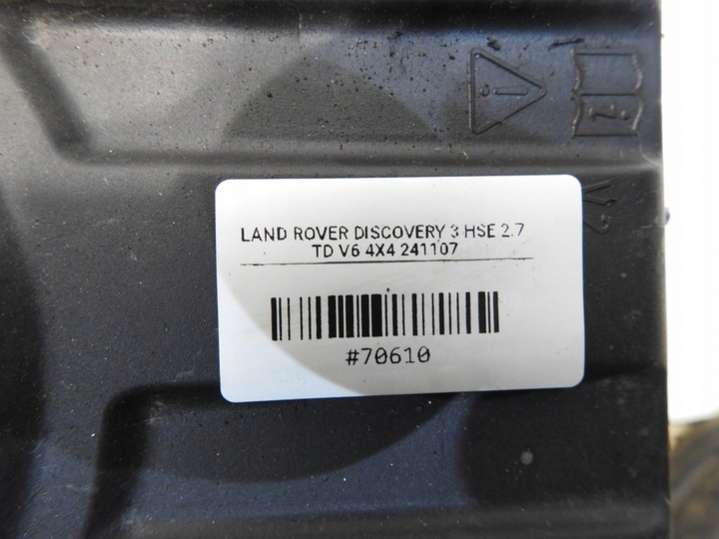 LAND ROVER DISCOVERY 3 HSE 2.7
TD V6 4X4 241107
#70610